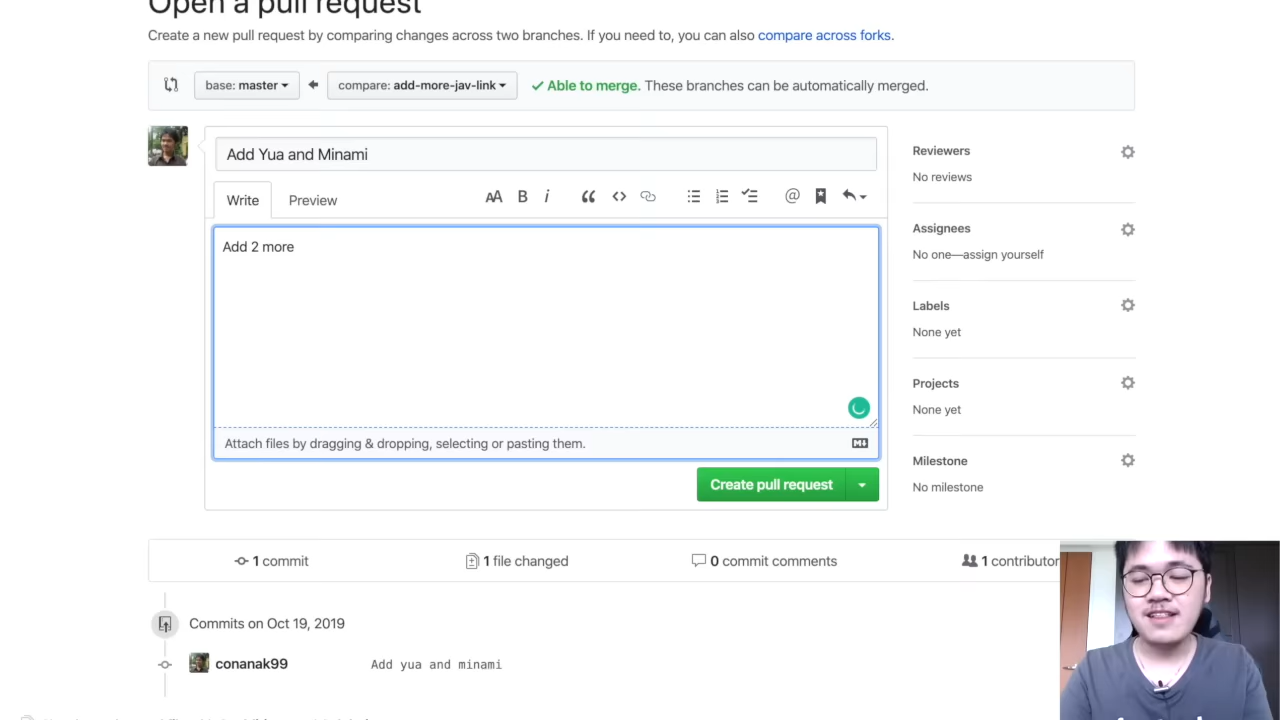 Open a pull request
Create a new pull request by comparing changes across two branches. If you need to, you can also compare across forks.
base: master
compare: add-more-jav-link
Able to merge. These branches can be automatically merged.
Add Yua and Minami
Write
Preview
AA B i
Add 2 more
Attach files by dragging & dropping, selecting or pasting them.
Create pull request
Reviewers
No reviews
Assignees
No one—assign yourself
Labels
None yet
Projects
None yet
Milestone
No milestone
1 commit
1 file changed
0 commit comments
1 contributor
Commits on Oct 19, 2019
conanak99
Add yua and minami